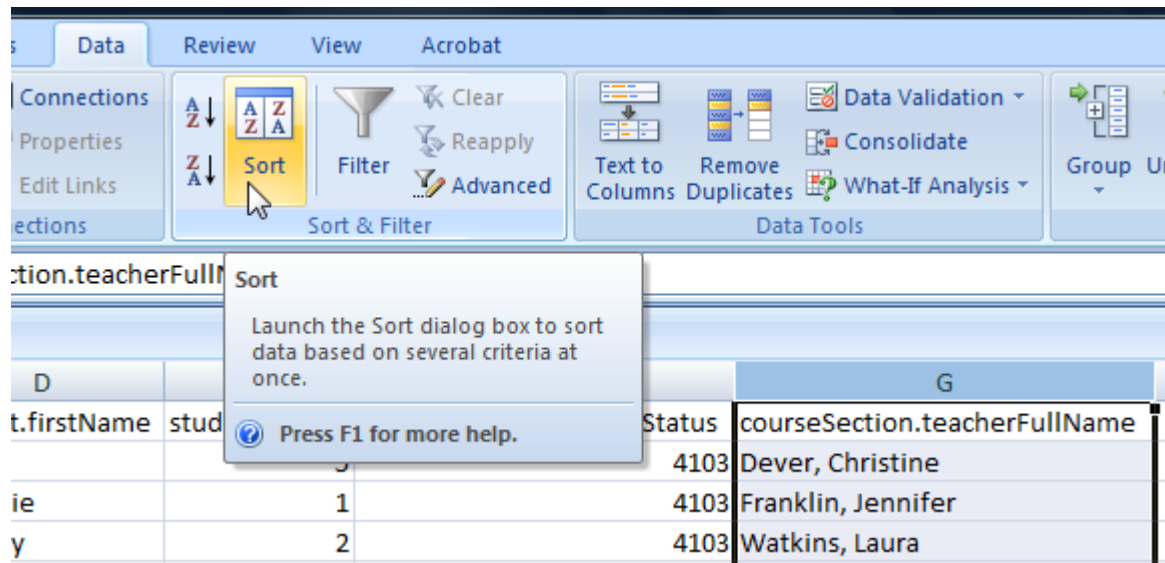 Data Review View Acrobat
Connections
Properties
Edit Links
A Z
Z A
A Z Z A
Sort
Filter
Clear
Reapply
Advanced
Text to
Columns
Remove
Duplicates
Data Validation
Consolidate
What-If Analysis
Group
Sort & Filter
Data Tools
ction.teacherFull
Sort
Launch the Sort dialog box to sort
data based on several criteria at
once.
Press F1 for more help.
D G
t.firstName stud Status courseSection.teacherFullName
4103 Dever, Christine
ie 1 4103 Franklin, Jennifer
y 2 4103 Watkins, Laura